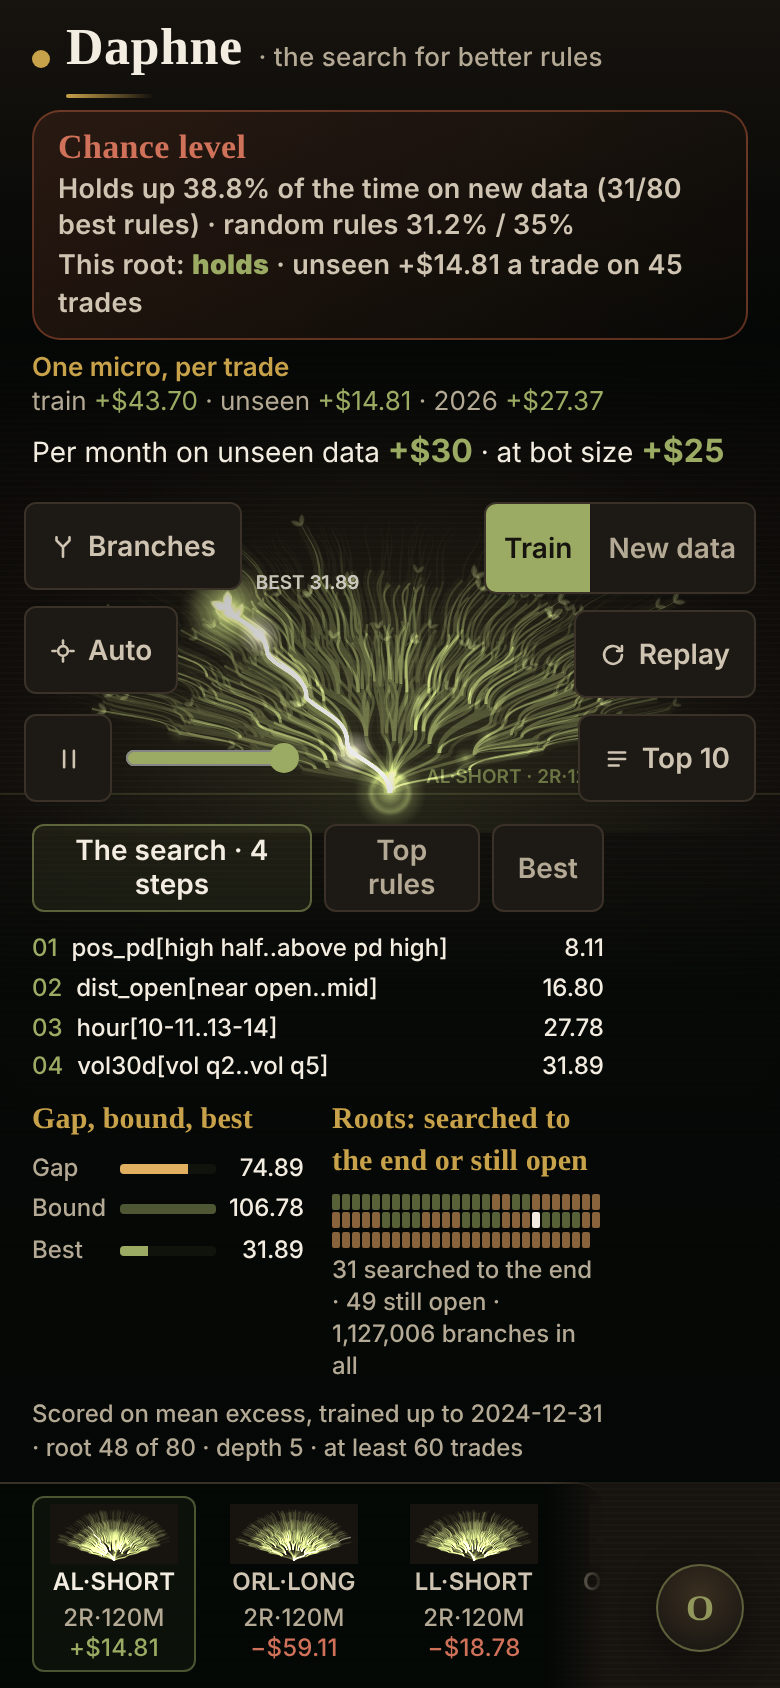 Daphne · the search for better rules
Chance level
Holds up 38.8% of the time on new data (31/80
best rules) · random rules 31.2% / 35%
This root: holds · unseen +$14.81 a trade on 45
trades
One micro, per trade
train +$43.70 · unseen +$14.81 · 2026 +$27.37
Per month on unseen data +$30 · at bot size +$25
Branches
Train
New data
BEST 31.89
Auto
Replay
AL·SHORT · 2R·12
Top 10
The search · 4
steps
Top
rules
Best
01 pos_pd[high half..above pd high] 8.11
02 dist_open[near open..mid] 16.80
03 hour[10-11..13-14] 27.78
04 vol30d[vol q2..vol q5] 31.89
Gap, bound, best
Gap 74.89
Bound 106.78
Best 31.89
Roots: searched to
the end or still open
31 searched to the end
· 49 still open ·
1,127,006 branches in
all
Scored on mean excess, trained up to 2024-12-31
· root 48 of 80 · depth 5 · at least 60 trades
AL·SHORT
2R·120M
+$14.81
ORL·LONG
2R·120M
−$59.11
LL·SHORT
2R·120M
−$18.78
O